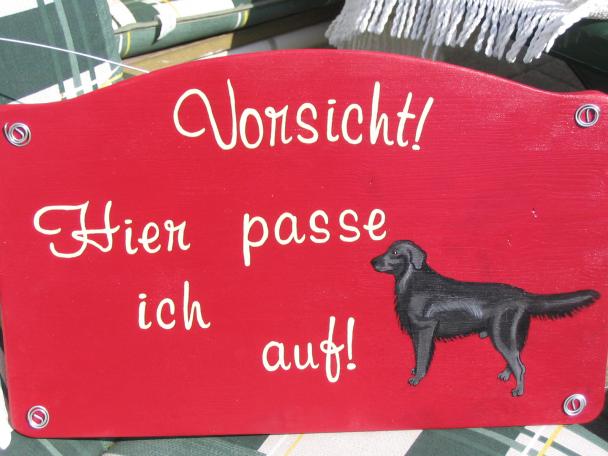 Vorsicht!
Hier passe
ich
auf!